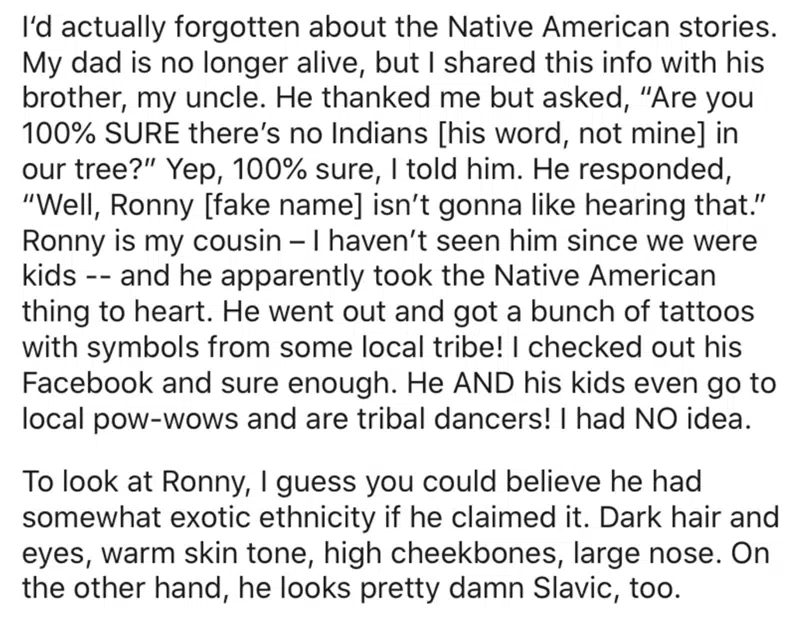 I'd actually forgotten about the Native American stories.
My dad is no longer alive, but I shared this info with his
brother, my uncle. He thanked me but asked, “Are you
100% SURE there's no Indians [his word, not mine] in
our tree?” Yep, 100% sure, I told him. He responded,
“Well, Ronny [fake name] isn't gonna like hearing that.”
Ronny is my cousin – I haven't seen him since we were
kids -- and he apparently took the Native American
thing to heart. He went out and got a bunch of tattoos
with symbols from some local tribe! I checked out his
Facebook and sure enough. He AND his kids even go to
local pow-wows and are tribal dancers! I had NO idea.
To look at Ronny, I guess you could believe he had
somewhat exotic ethnicity if he claimed it. Dark hair and
eyes, warm skin tone, high cheekbones, large nose. On
the other hand, he looks pretty damn Slavic, too.